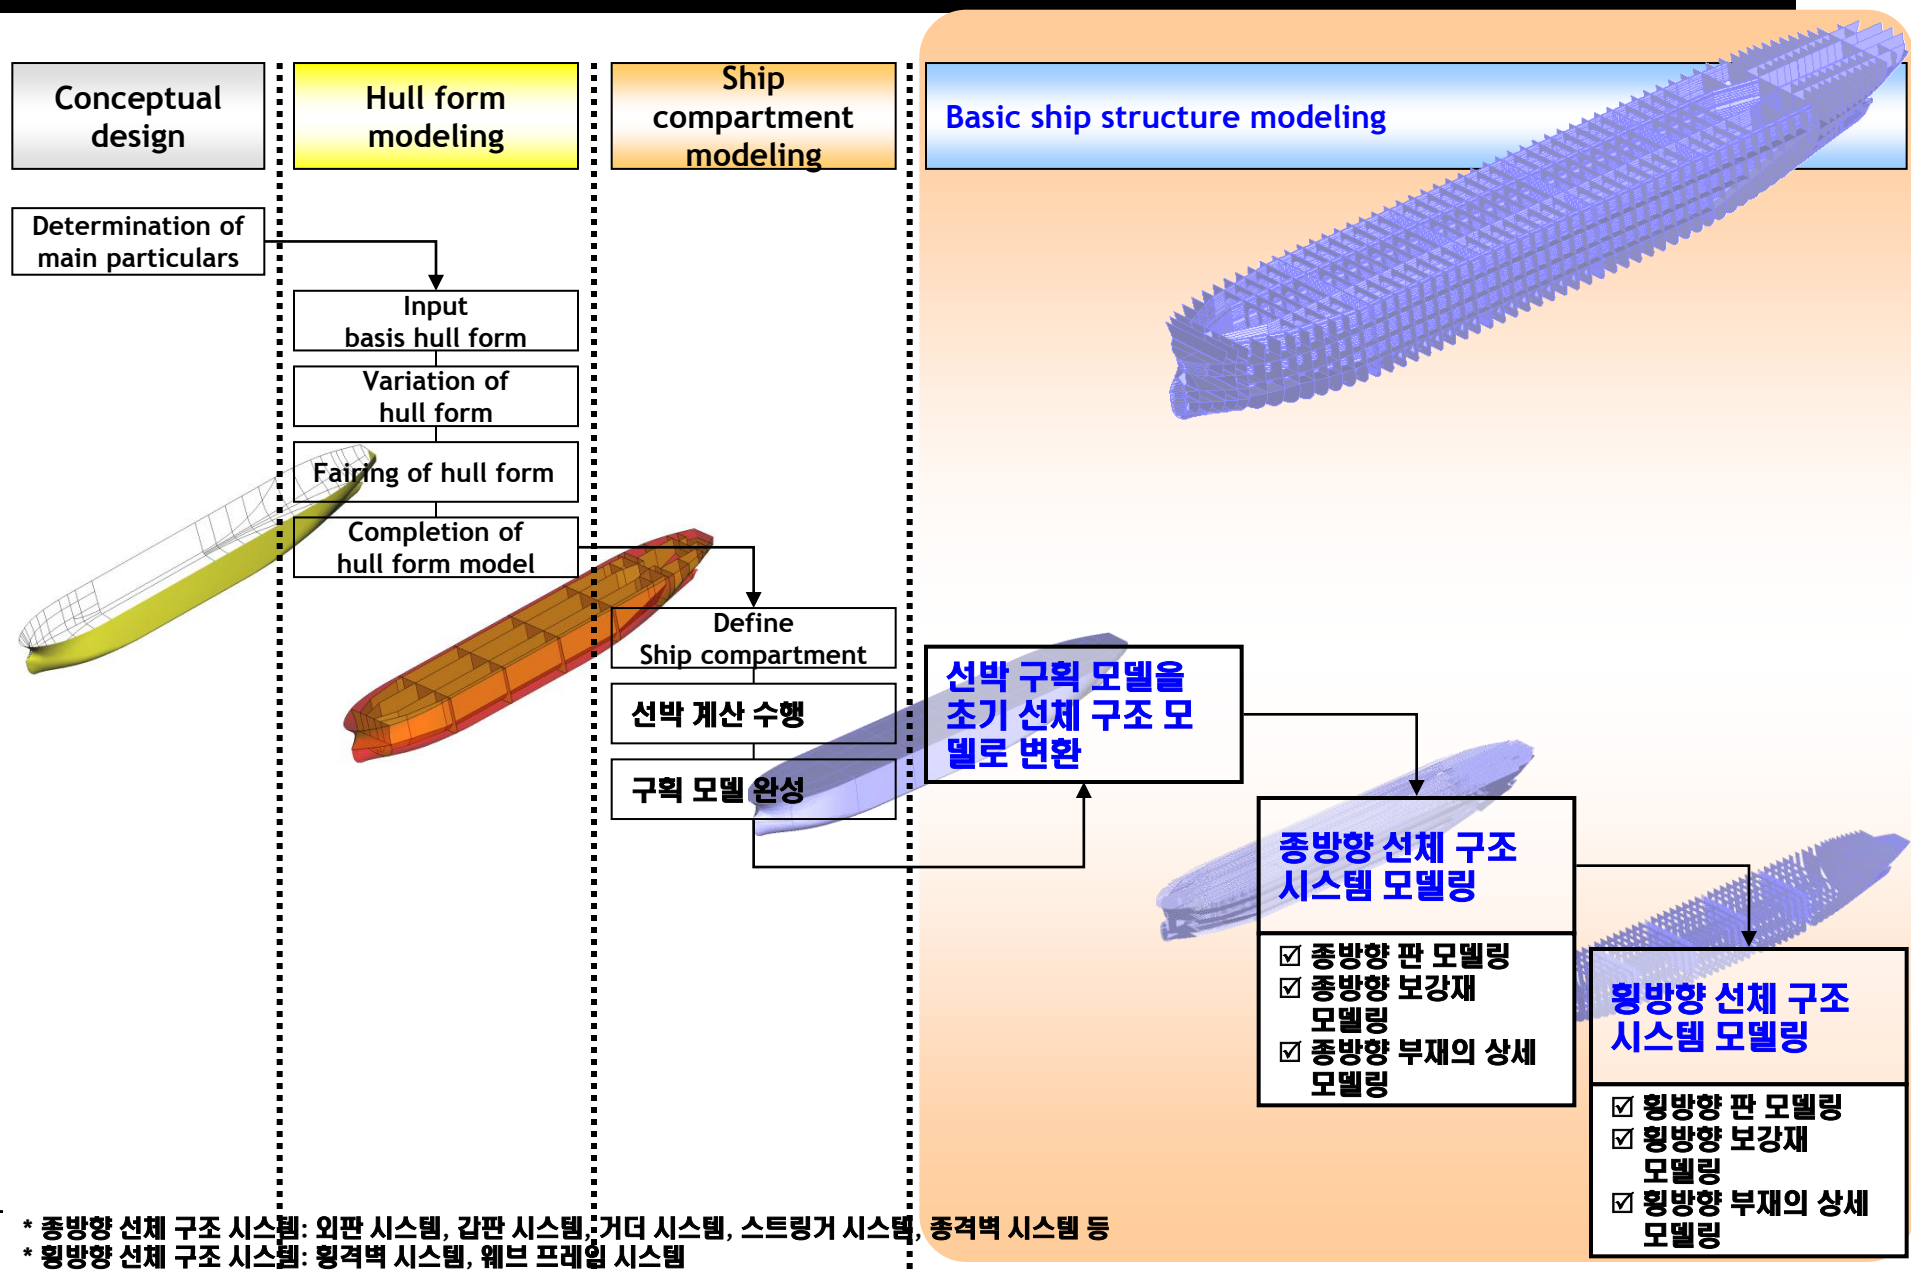 Conceptual
design
Hull form
modeling
Ship
compartment
modeling
Basic ship structure modeling
Determination of
main particulars
Input
basis hull form
Variation of
hull form
Fairing of hull form
Completion of
hull form model
Define
Ship compartment
선박 계산 수행
구획 모델 완성
선박 구획 모델을
초기 선체 구조 모
델로 변환
종방향 선체 구조
시스템 모델링
☑ 종방향 판 모델링
☑ 종방향 보강재
모델링
☑ 종방향 부재의 상세
모델링
횡방향 선체 구조
시스템 모델링
☑ 횡방향 판 모델링
☑ 횡방향 보강재
모델링
☑ 횡방향 부재의 상세
모델링
* 종방향 선체 구조 시스템: 외판 시스템, 갑판 시스템, 거더 시스템, 스트링거 시스템, 종격벽 시스템 등
* 횡방향 선체 구조 시스템: 횡격벽 시스템, 웨브 프레임 시스템